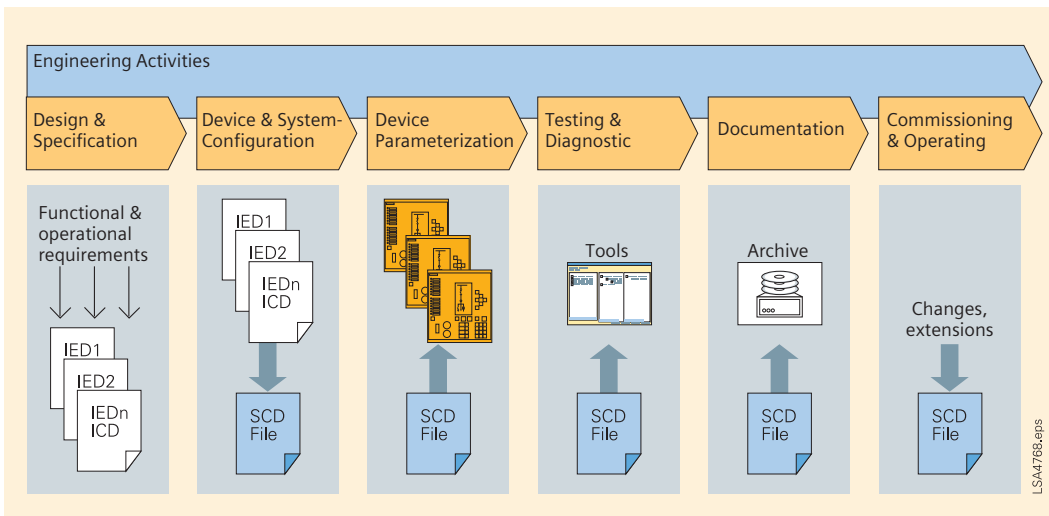 Engineering Activities
Design &
Specification
Device & System-
Configuration
Device
Parameterization
Testing &
Diagnostic
Documentation
Commissioning
& Operating
Functional &
operational
requirements
IED1
IED2
IEDn
ICD
IED1
IED2
IEDn
ICD
SCD
File
SCD
File
Tools
SCD
File
Archive
SCD
File
Changes,
extensions
SCD
File
LSA4768.eps